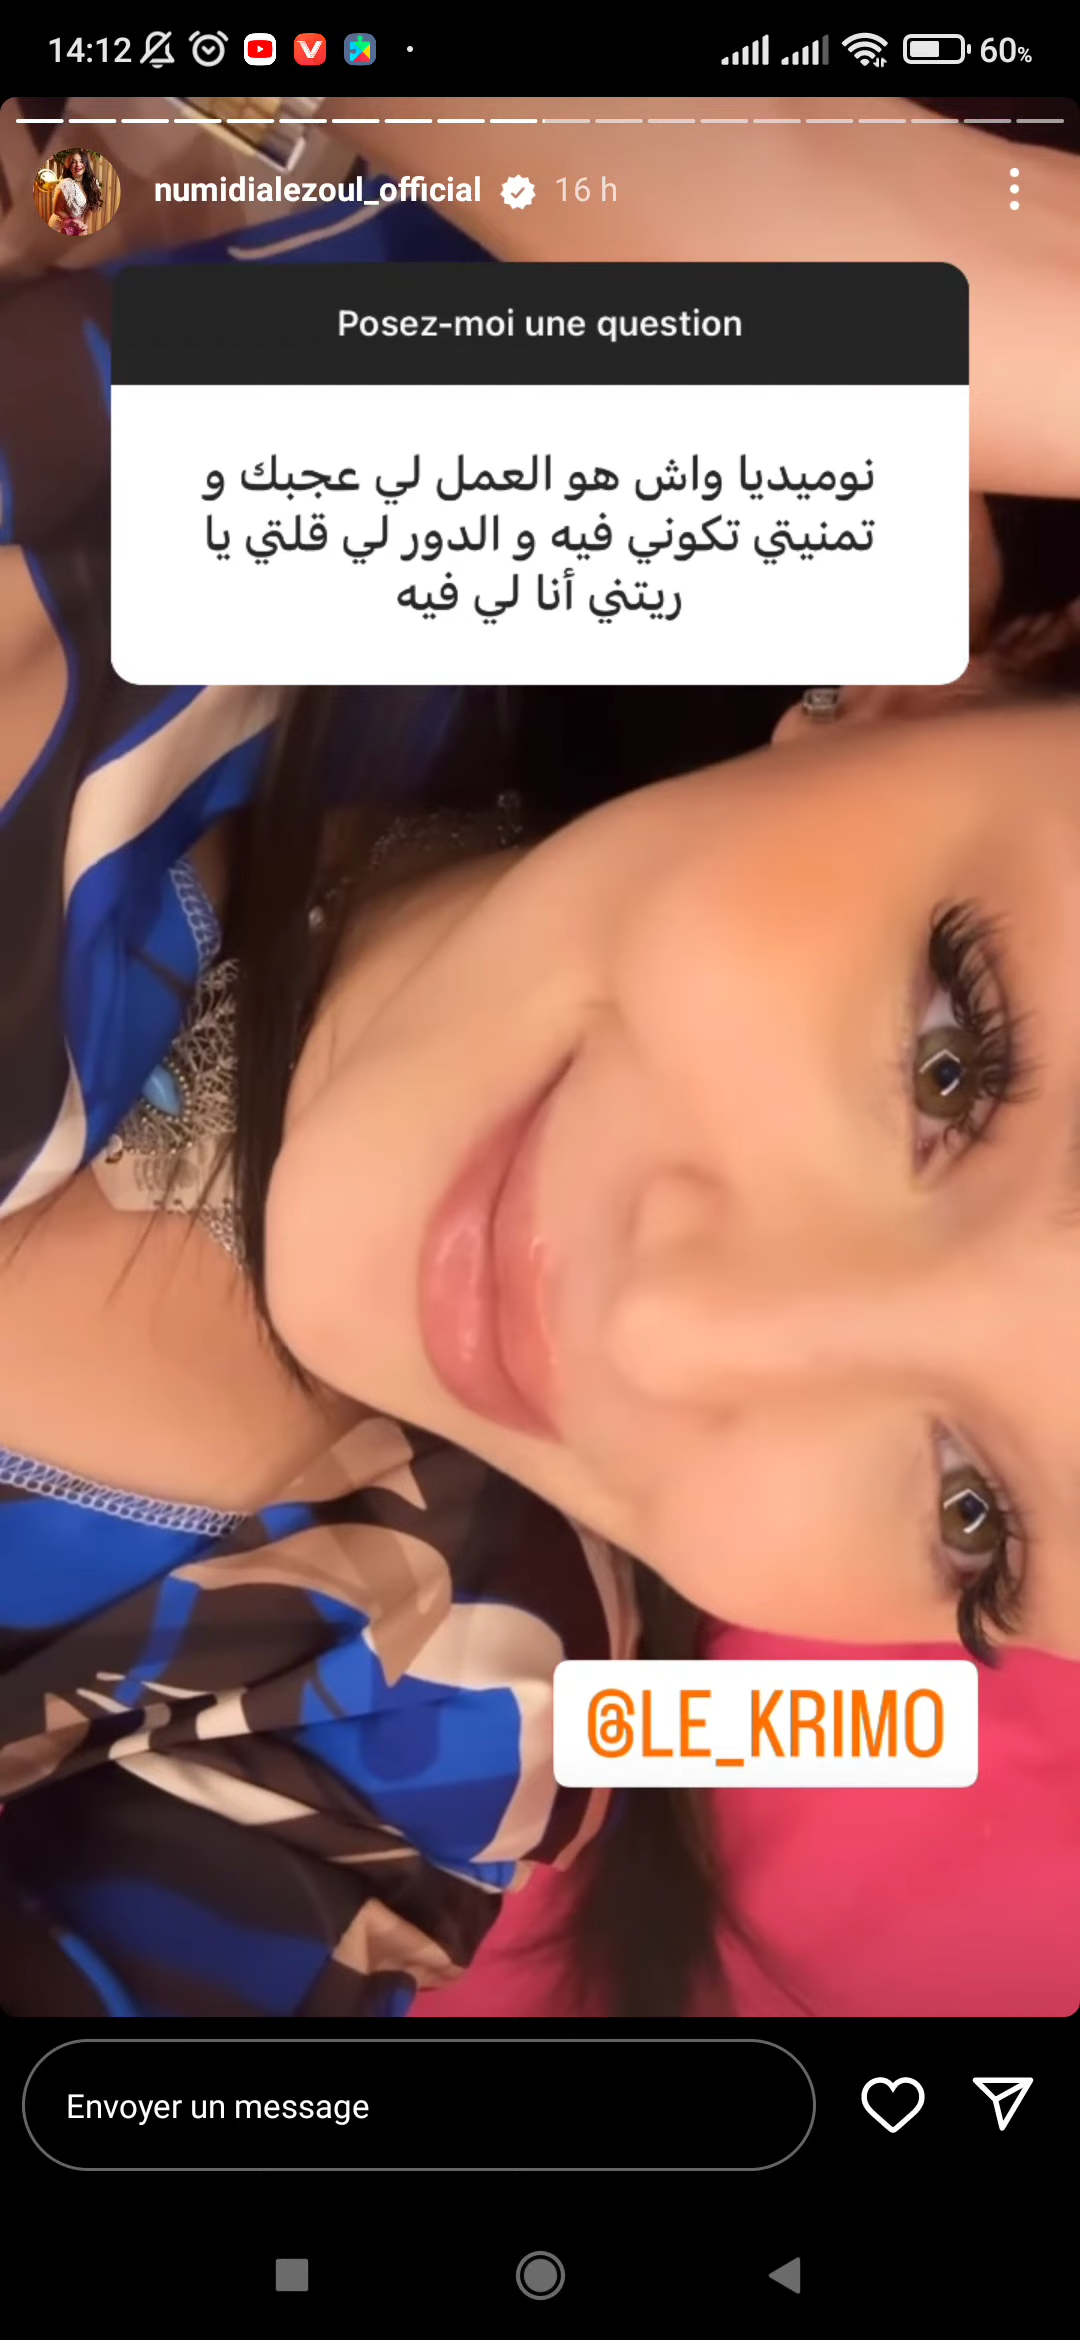 14:12
60%
numidialezoul_official 16 h
Posez-moi une question
نوميديا واش هو العمل لي عجبك و
تمنيتي تكوني فيه و الدور لي قلتي يا
ريتني أنا لي فيه
@LE_KRIMO
Envoyer un message